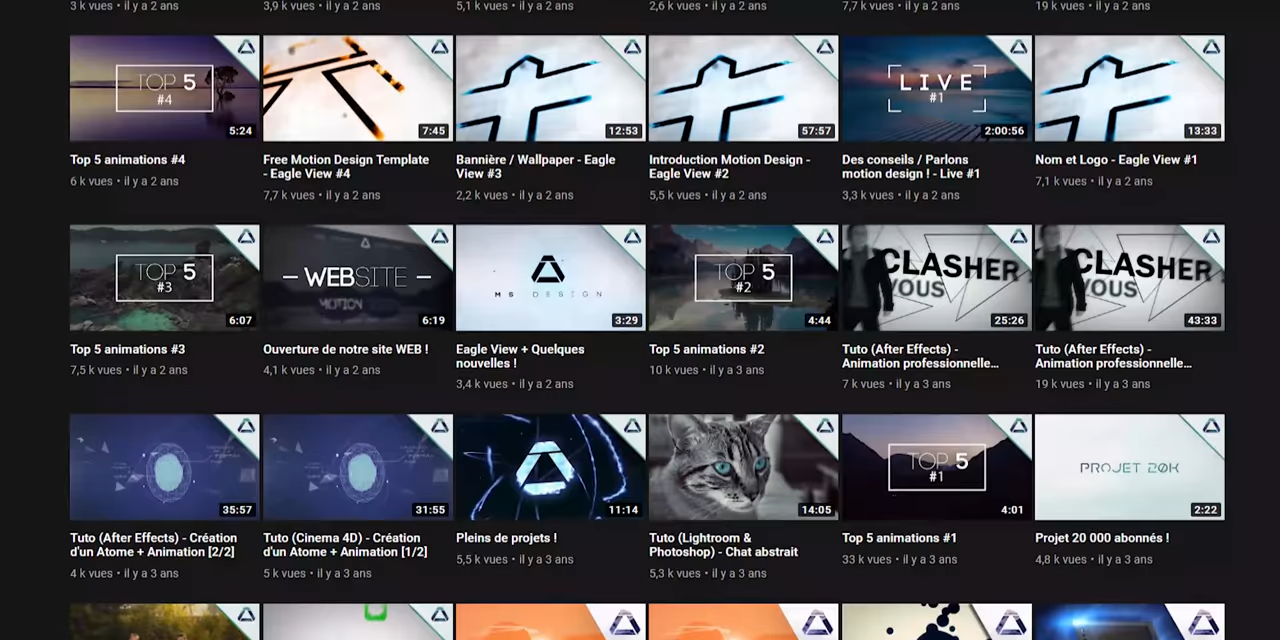 3 k vues • il y a 2 ans
3,9 k vues • il y a 2 ans
5,1 k vues • il y a 2 ans
2,6 k vues • il y a 2 ans
7,7 k vues • il y a 2 ans
19 k vues • il y a 2 ans
TOP 5
#4
5:24
7:45
12:53
57:57
LIVE
#1
2:00:56
13:33
Top 5 animations #4
6 k vues • il y a 2 ans
Free Motion Design Template
- Eagle View #4
7,7 k vues • il y a 2 ans
Bannière / Wallpaper - Eagle
View #3
2,2 k vues • il y a 2 ans
Introduction Motion Design -
Eagle View #2
5,5 k vues • il y a 2 ans
Des conseils / Parlons
motion design ! - Live #1
3,3 k vues • il y a 2 ans
Nom et Logo - Eagle View #1
7,1 k vues • il y a 2 ans
TOP 5
#3
6:07
WEBSITE
MOTION
6:19
MS DESIGN
3:29
TOP 5
#2
4:44
CLASHER
VOUS
25:26
CLASHER
VOUS
43:33
Top 5 animations #3
7,5 k vues • il y a 2 ans
Ouverture de notre site WEB !
4,1 k vues • il y a 2 ans
Eagle View + Quelques
nouvelles !
3,4 k vues • il y a 2 ans
Top 5 animations #2
10 k vues • il y a 3 ans
Tuto (After Effects) -
Animation professionnelle...
7 k vues • il y a 3 ans
Tuto (After Effects) -
Animation professionnelle...
19 k vues • il y a 3 ans
35:57
31:55
11:14
14:05
TOP 5
#1
4:01
PROJET 20K
2:22
Tuto (After Effects) - Création
d'un Atome + Animation [2/2]
4 k vues • il y a 3 ans
Tuto (Cinema 4D) - Création
d'un Atome + Animation [1/2]
5 k vues • il y a 3 ans
Pleins de projets !
5,5 k vues • il y a 3 ans
Tuto (Lightroom &
Photoshop) - Chat abstrait
5,3 k vues • il y a 3 ans
Top 5 animations #1
33 k vues • il y a 3 ans
Projet 20 000 abonnés !
4,8 k vues • il y a 3 ans